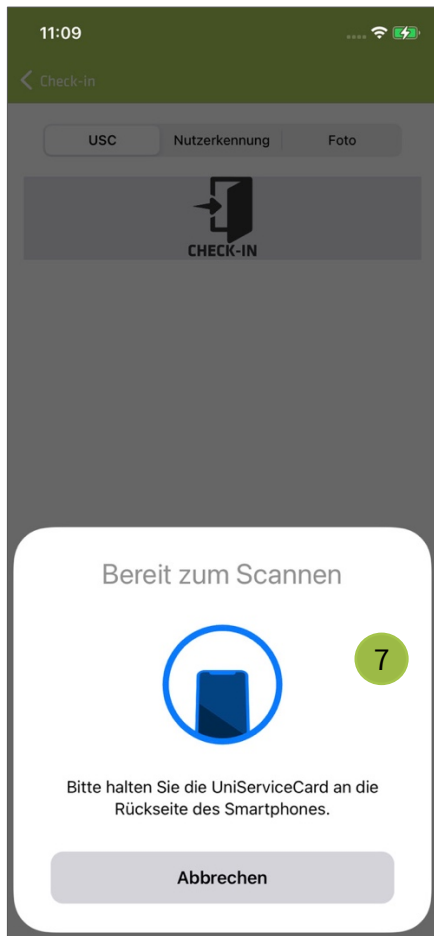 11:09
Check-in
USC Nutzerkennung Foto
CHECK-IN
Bereit zum Scannen
7
Bitte halten Sie die UniServiceCard an die
Rückseite des Smartphones.
Abbrechen